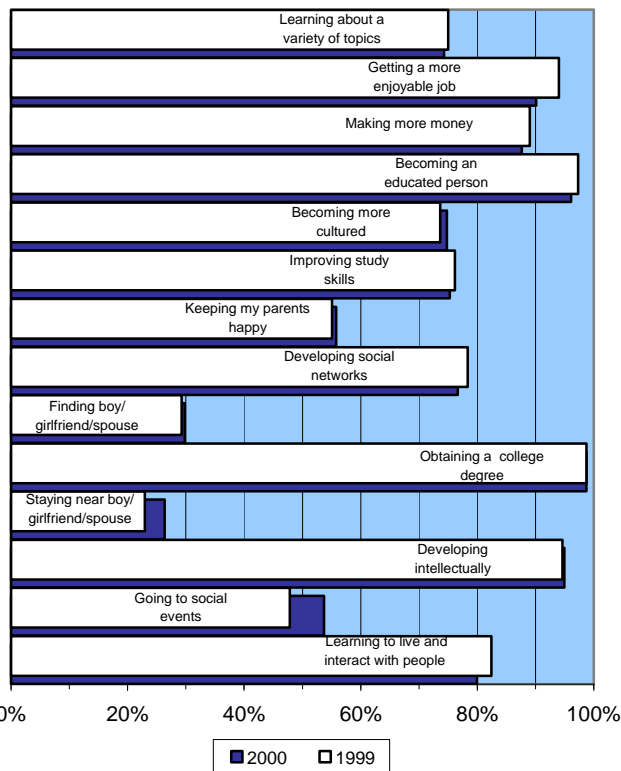 Learning about a
variety of topics
Getting a more
enjoyable job
Making more money
Becoming an
educated person
Becoming more
cultured
Improving study
skills
Keeping my parents
happy
Developing social
networks
Finding boy/
girlfriend/spouse
Obtaining a college
degree
Staying near boy/
girlfriend/spouse
Developing
intellectually
Going to social
events
Learning to live and
interact with people
0% 20% 40% 60% 80% 100%
2000 1999